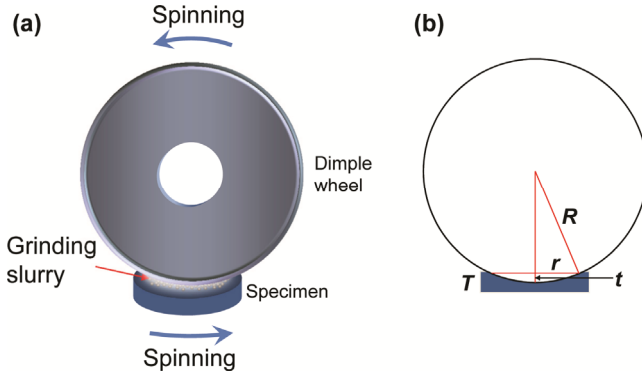 (a)
Spinning
Dimple
wheel
Grinding
slurry
Specimen
Spinning
(b)
R
r
T
t